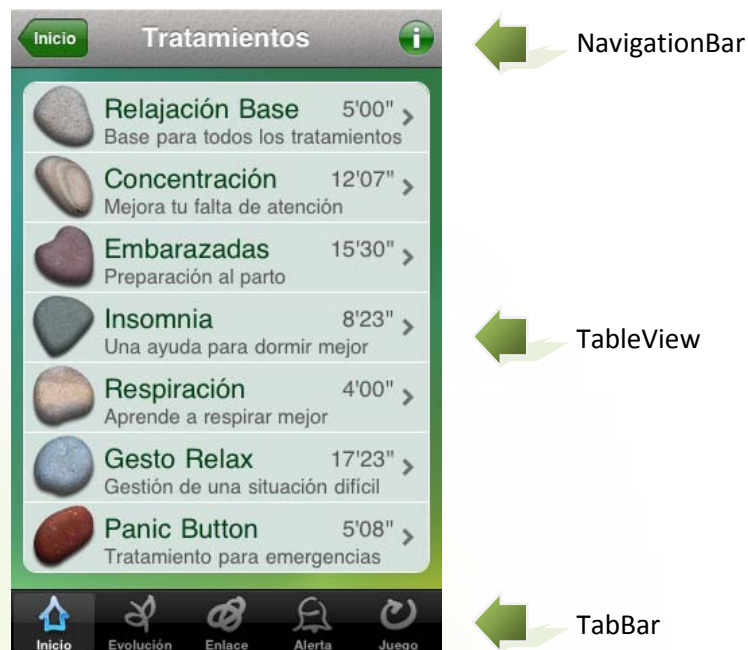 Inicio Tratamientos i
NavigationBar
Relajación Base 5'00"
Base para todos los tratamientos
Concentración 12'07"
Mejora tu falta de atención
Embarazadas 15'30"
Preparación al parto
Insomnia 8'23"
Una ayuda para dormir mejor
TableView
Respiración 4'00"
Aprende a respirar mejor
Gesto Relax 17'23"
Gestión de una situación difícil
Panic Button 5'08"
Tratamiento para emergencias
Inicio Evolución Enlace Alerta Juego
TabBar